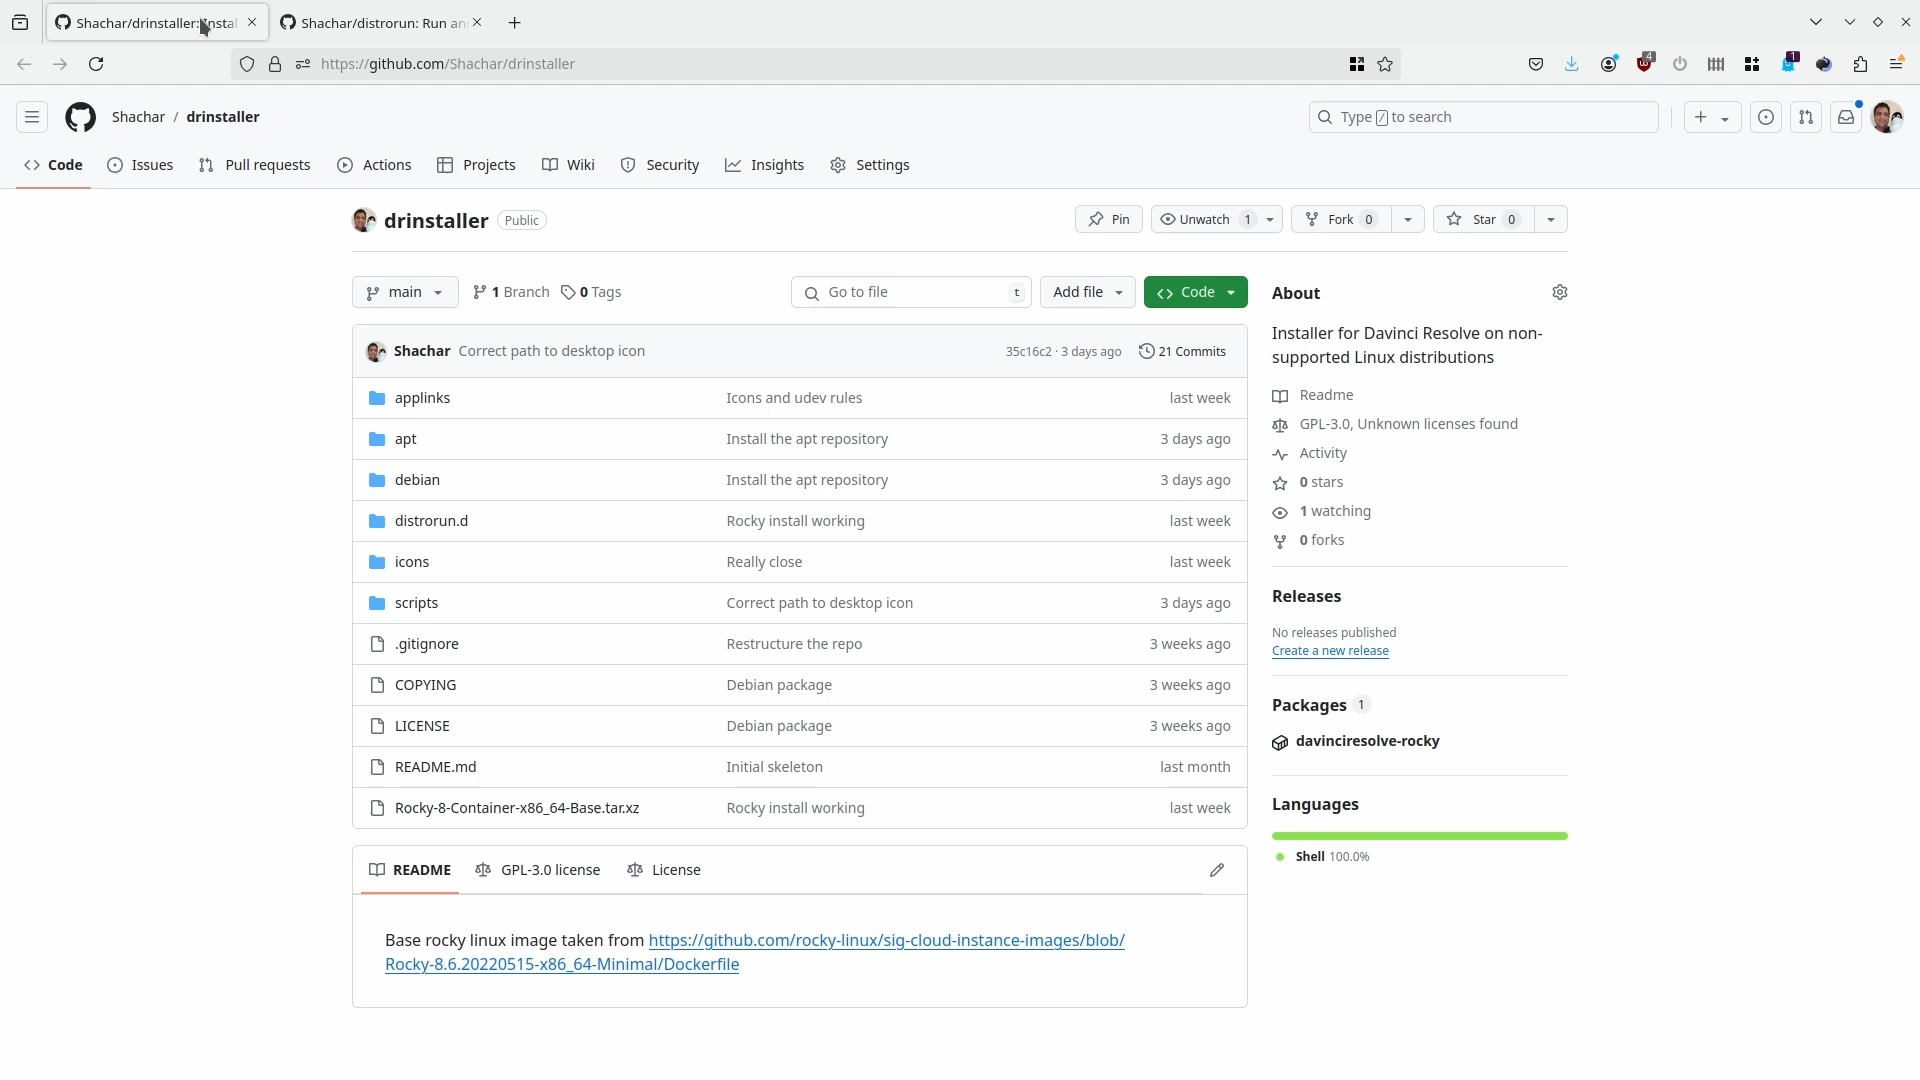 Shachar/drinstaller: Instal
Shachar/distrorun: Run an
https://github.com/Shachar/drinstaller
4
1
Shachar / drinstaller
Type / to search
Code
Issues
Pull requests
Actions
Projects
Wiki
Security
Insights
Settings
drinstaller Public
Pin
Unwatch 1
Fork 0
Star 0
main
1 Branch
0 Tags
Go to file t
Add file
Code
Shachar Correct path to desktop icon 35c16c2 · 3 days ago 21 Commits
applinks Icons and udev rules last week
apt Install the apt repository 3 days ago
debian Install the apt repository 3 days ago
distrorun.d Rocky install working last week
icons Really close last week
scripts Correct path to desktop icon 3 days ago
.gitignore Restructure the repo 3 weeks ago
COPYING Debian package 3 weeks ago
LICENSE Debian package 3 weeks ago
README.md Initial skeleton last month
Rocky-8-Container-x86_64-Base.tar.xz Rocky install working last week
README
GPL-3.0 license
License
Base rocky linux image taken from https://github.com/rocky-linux/sig-cloud-instance-images/blob/
Rocky-8.6.20220515-x86_64-Minimal/Dockerfile
About
Installer for Davinci Resolve on non-
supported Linux distributions
Readme
GPL-3.0, Unknown licenses found
Activity
0 stars
1 watching
0 forks
Releases
No releases published
Create a new release
Packages 1
davinciresolve-rocky
Languages
Shell 100.0%